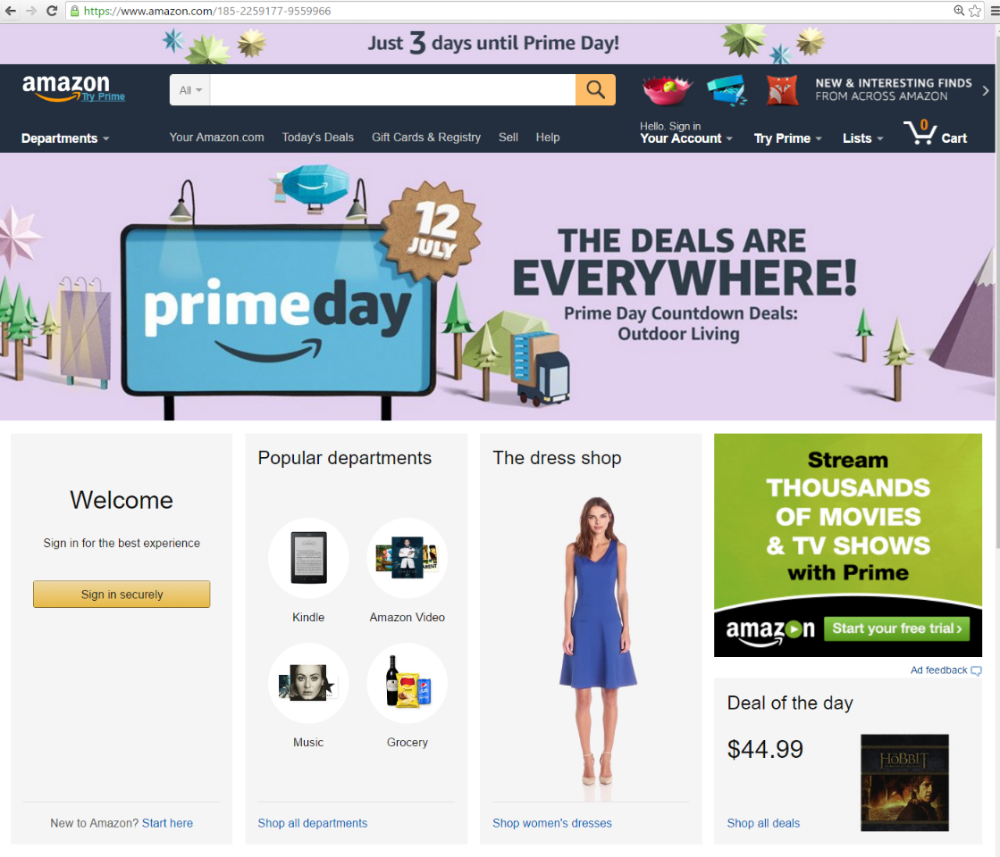 https://www.amazon.com/185-2259177-9559966
Just 3 days until Prime Day!
amazon
Try Prime
All
NEW & INTERESTING FINDS
FROM ACROSS AMAZON
Departments
Your Amazon.com Today's Deals Gift Cards & Registry Sell Help
Hello. Sign in
Your Account
Try Prime
Lists
0
Cart
12
JULY
primeday
THE DEALS ARE
EVERYWHERE!
Prime Day Countdown Deals:
Outdoor Living
Welcome
Sign in for the best experience
Sign in securely
New to Amazon? Start here
Popular departments
Kindle
Amazon Video
Music
Grocery
Shop all departments
The dress shop
Shop women's dresses
Stream
THOUSANDS
OF MOVIES
& TV SHOWS
with Prime
amazon
Start your free trial ›
Ad feedback
Deal of the day
$44.99
THE HOBBIT
Shop all deals